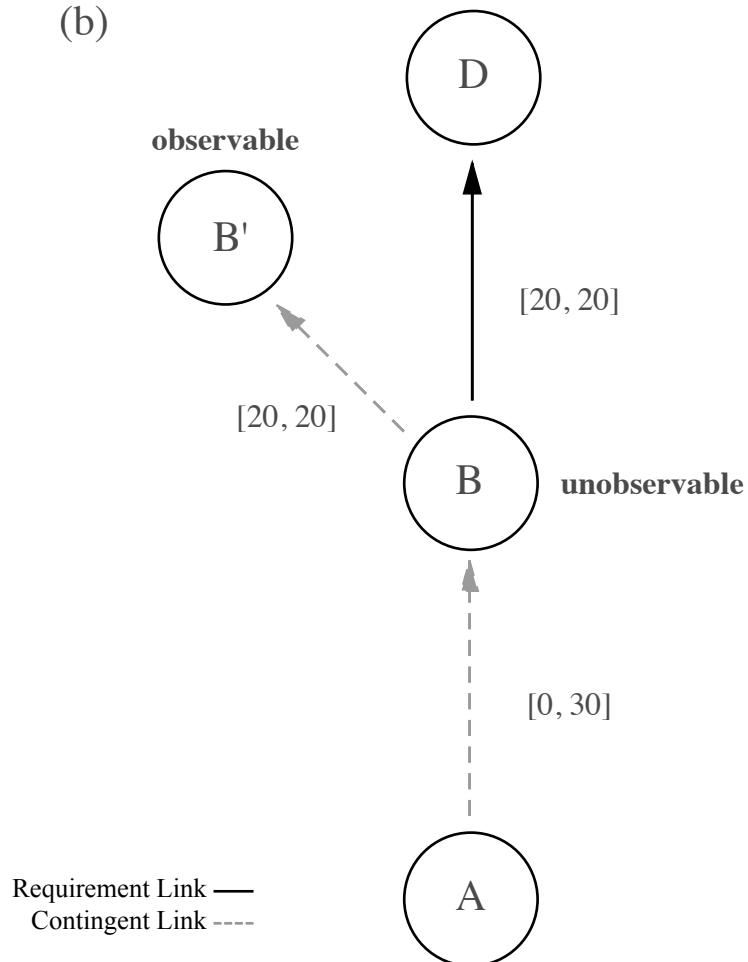 (b)
D
observable
B'
[20, 20]
[20, 20]
B
unobservable
[0, 30]
A
Requirement Link
Contingent Link